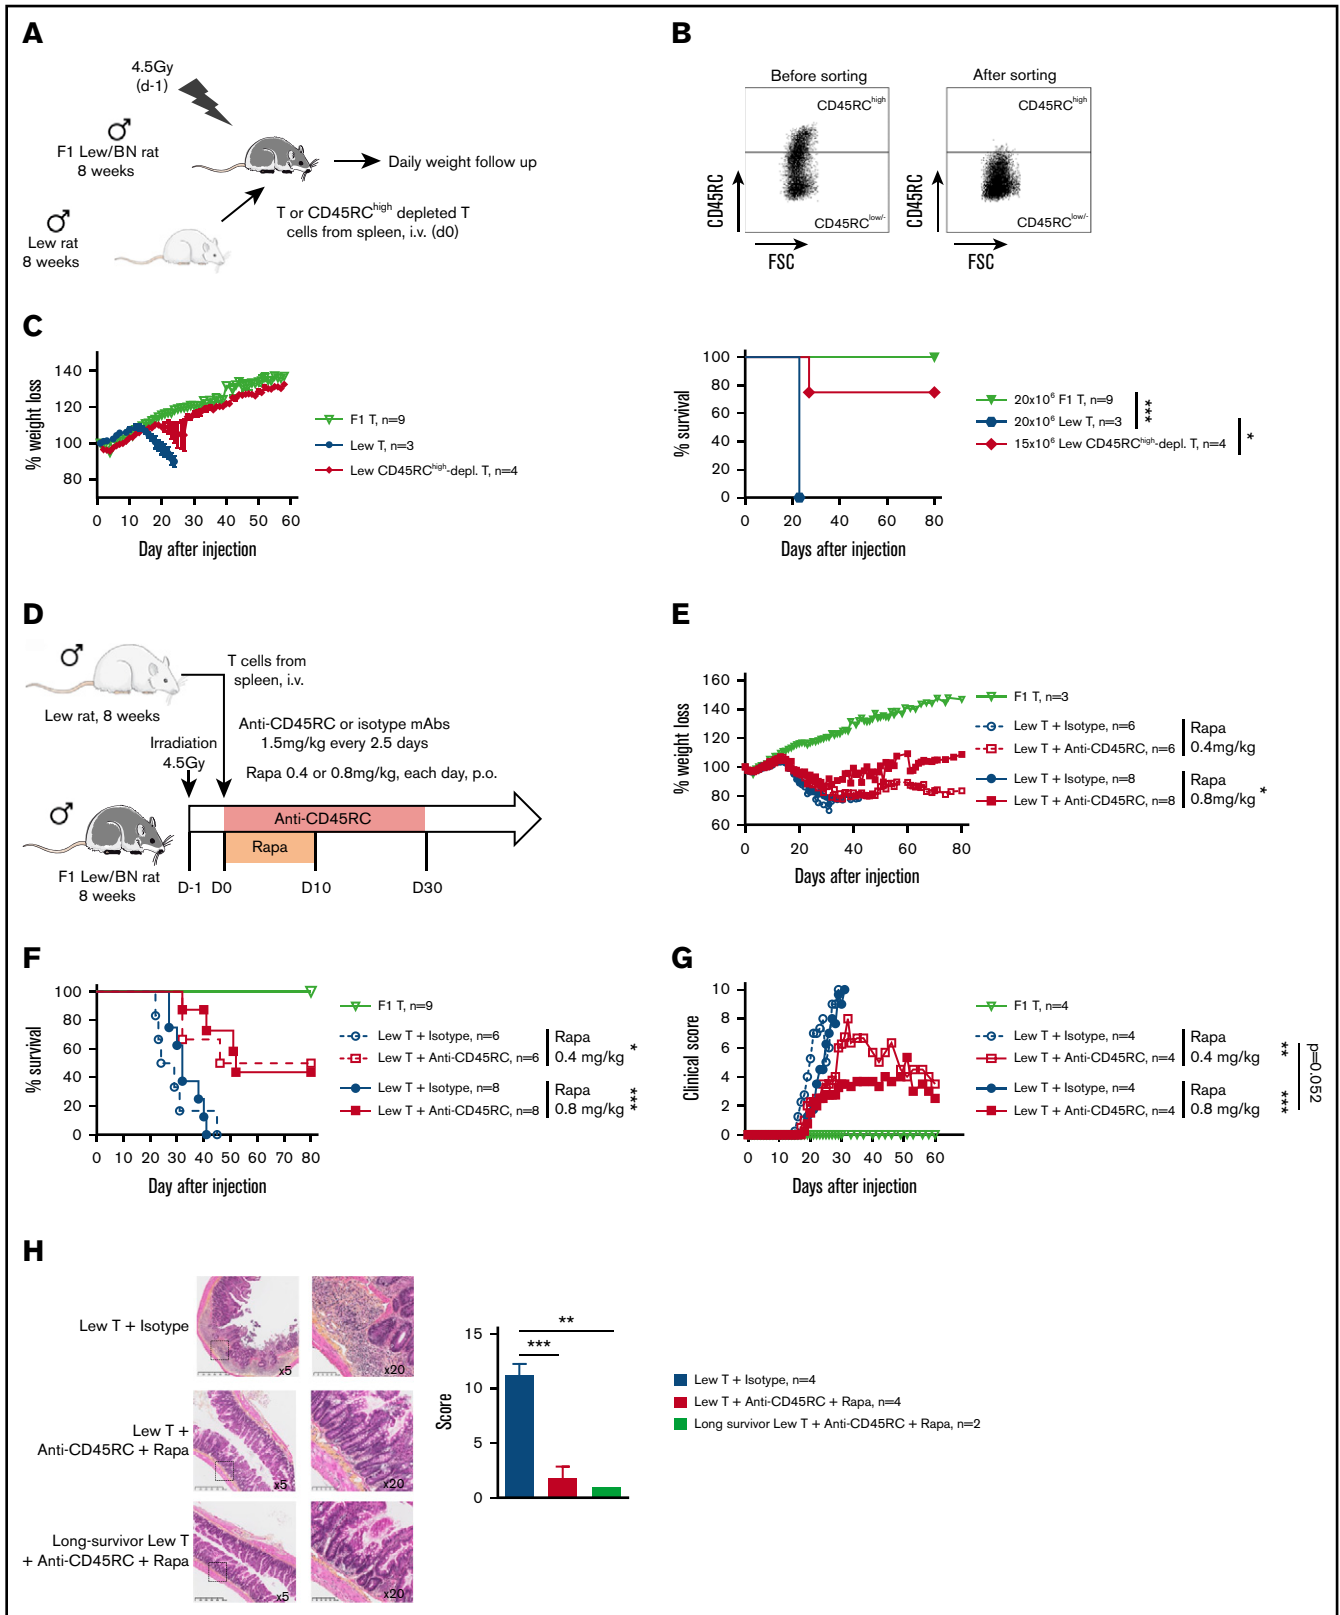 A
4.5Gy
(d-1)
♂
F1 Lew/BN rat
8 weeks
Daily weight follow up
T or CD45RChigh depleted T
cells from spleen, i.v. (d0)
♂
Lew rat
8 weeks
B
Before sorting
After sorting
CD45RChigh
CD45RChigh
CD45RC
CD45RC
CD45RClow/-
CD45RClow/-
FSC
FSC
C
% weight loss
140
120
100
80
0 10 20 30 40 50 60
Day after injection
F1 T, n=9
Lew T, n=3
Lew CD45RChigh-depl. T, n=4
% survival
100
80
60
40
20
0
0 20 40 60 80
Days after injection
20x10⁶ F1 T, n=9
20x10⁶ Lew T, n=3
15x10⁶ Lew CD45RChigh-depl. T, n=4
***
*
D
♂
Lew rat, 8 weeks
T cells from
spleen, i.v.
Anti-CD45RC or isotype mAbs
1.5mg/kg every 2.5 days
Irradiation
4.5Gy
Rapa 0.4 or 0.8mg/kg, each day, p.o.
♂
Anti-CD45RC
Rapa
F1 Lew/BN rat
8 weeks
D-1 D0 D10 D30
E
% weight loss
160
140
120
100
80
60
0 20 40 60 80
Days after injection
F1 T, n=3
Lew T + Isotype, n=6
Lew T + Anti-CD45RC, n=6
Rapa
0.4mg/kg
Lew T + Isotype, n=8
Lew T + Anti-CD45RC, n=8
Rapa
0.8mg/kg
*
F
% survival
100
80
60
40
20
0
0 10 20 30 40 50 60 70 80
Day after injection
F1 T, n=9
Lew T + Isotype, n=6
Lew T + Anti-CD45RC, n=6
Rapa
0.4 mg/kg
*
Lew T + Isotype, n=8
Lew T + Anti-CD45RC, n=8
Rapa
0.8 mg/kg
***
G
Clinical score
10
8
6
4
2
0
0 10 20 30 40 50 60
Days after injection
F1 T, n=4
Lew T + Isotype, n=4
Lew T + Anti-CD45RC, n=4
Rapa
0.4 mg/kg
**
Lew T + Isotype, n=4
Lew T + Anti-CD45RC, n=4
Rapa
0.8 mg/kg
***
p=0.052
H
Lew T + Isotype
x5
x20
Lew T +
Anti-CD45RC + Rapa
x5
x20
Long-survivor Lew T
+ Anti-CD45RC + Rapa
x5
x20
Score
15
10
5
0
**
***
Lew T + Isotype, n=4
Lew T + Anti-CD45RC + Rapa, n=4
Long survivor Lew T + Anti-CD45RC + Rapa, n=2